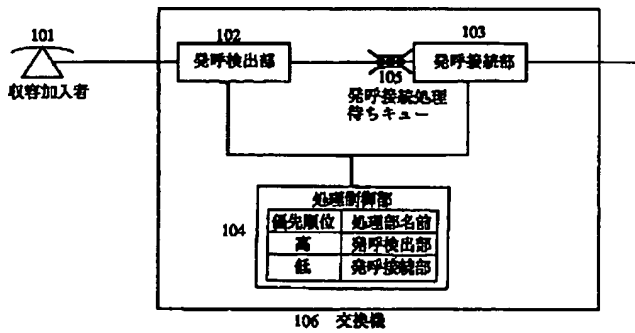 101
収容加入者
102
発呼検出部
105
発呼接続処理
待ちキュー
103
発呼接続部
104
処理制御部
優先順位 処理部名前
高 発呼検出部
低 発呼接続部
106 交換機